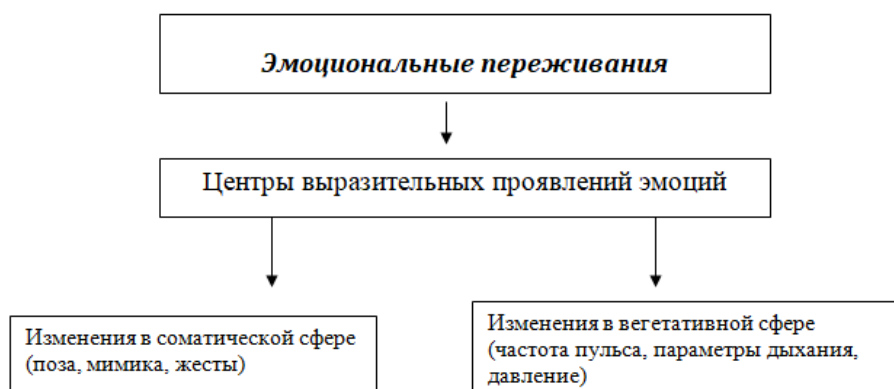 Эмоциональные переживания
Центры выразительных проявлений эмоций
Изменения в соматической сфере
(поза, мимика, жесты)
Изменения в вегетативной сфере
(частота пульса, параметры дыхания,
давление)